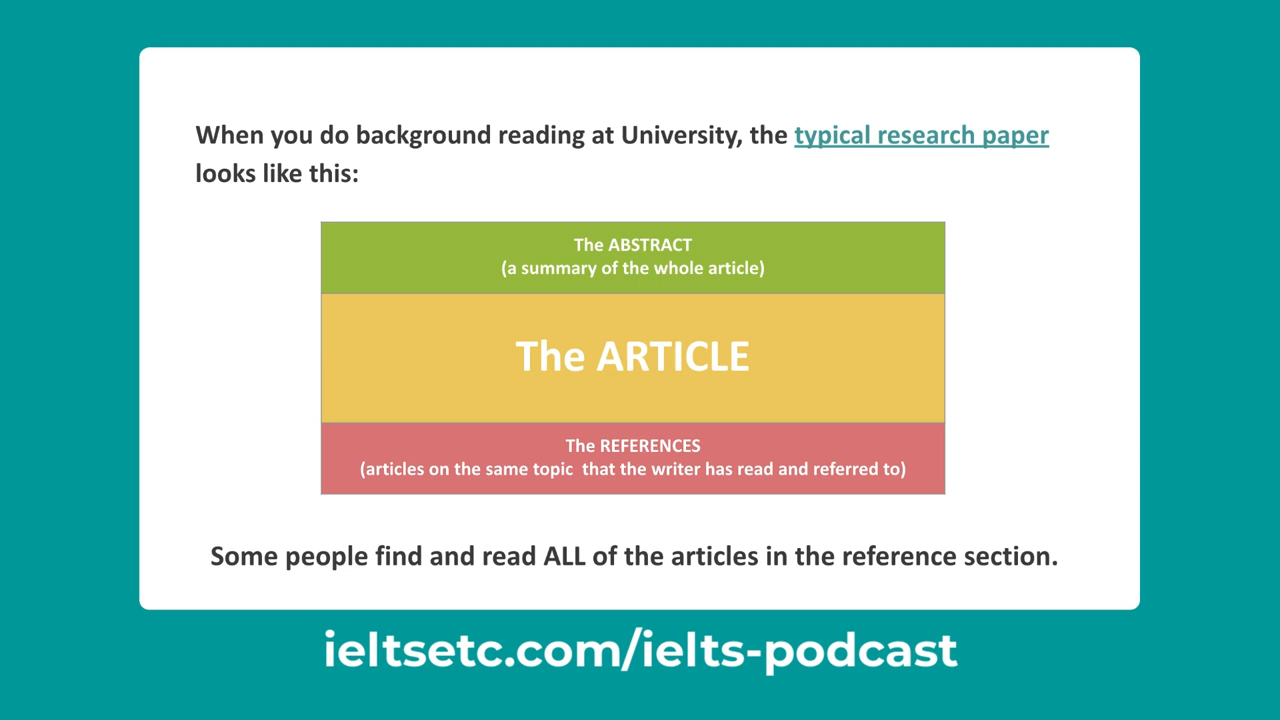 When you do background reading at University, the typical research paper
looks like this:
The ABSTRACT
(a summary of the whole article)
The ARTICLE
The REFERENCES
(articles on the same topic  that the writer has read and referred to)
Some people find and read ALL of the articles in the reference section.
ieltsetc.com/ielts-podcast